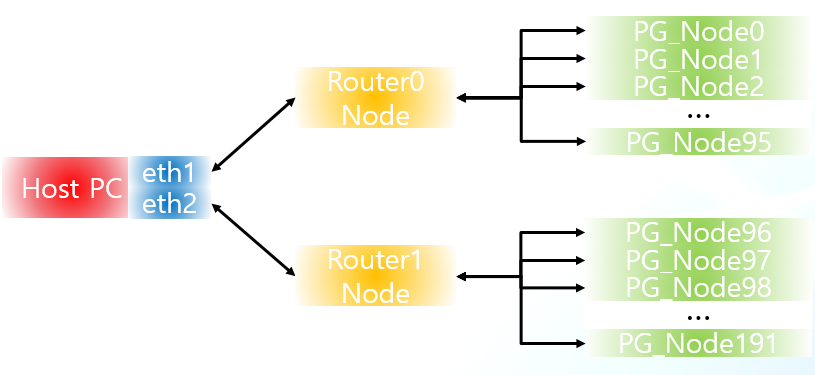 Host PC
eth1
eth2
Router0
Node
Router1
Node
PG_Node0
PG_Node1
PG_Node2
...
PG_Node95
PG_Node96
PG_Node97
PG_Node98
...
PG_Node191